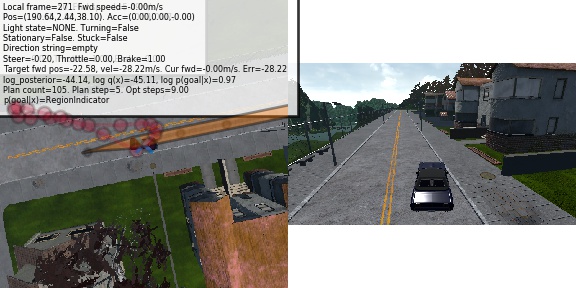 Local frame=271. Fwd speed=-0.00m/s
Pos=(190.64,2.44,38.10). Acc=(0.00,0.00,-0.00)
Light state=NONE. Turning=False
Stationary=False. Stuck=False
Direction string=empty
Steer=-0.20, Throttle=0.00, Brake=1.00
Target fwd pos=-22.58, vel=-28.22m/s. Cur fwd=-0.00m/s. Err=-28.22
log_posterior=-44.14, log q(x)=-45.11, log p(goal|x)=0.97
Plan count=105. Plan step=5. Opt steps=9.00
p(goal|x)=RegionIndicator